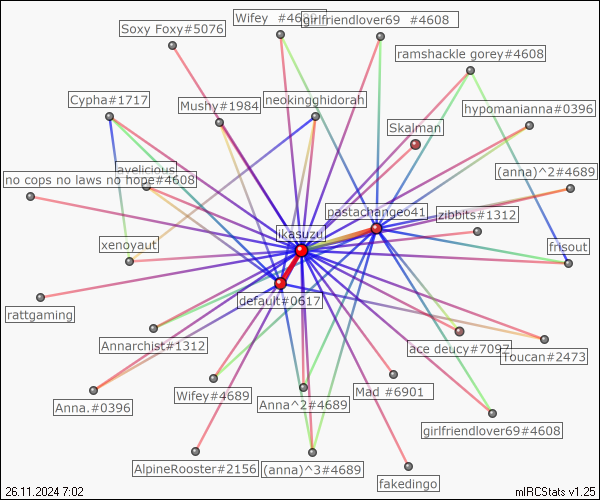 Wifey #4689
girlfriendlover69 #4608
Soxy Foxy#5076
ramshackle gorey#4608
Cypha#1717
Mushy#1984
neokingghidorah
hypomanianna#0396
Skalman
avelicious
no cops no laws no hope#4608
(anna)^2#4689
pastachangeo41
zibbits#1312
ikasuzu
xenoyaut
frisout
default#0617
rattgaming
Annarchist#1312
ace deucy#7097
Toucan#2473
Wifey#4689
Mad #6901
Anna.#0396
Anna^2#4689
girlfriendlover69#4608
AlpineRooster#2156
(anna)^3#4689
fakedingo
26.11.2024 7:02
mIRCStats v1.25